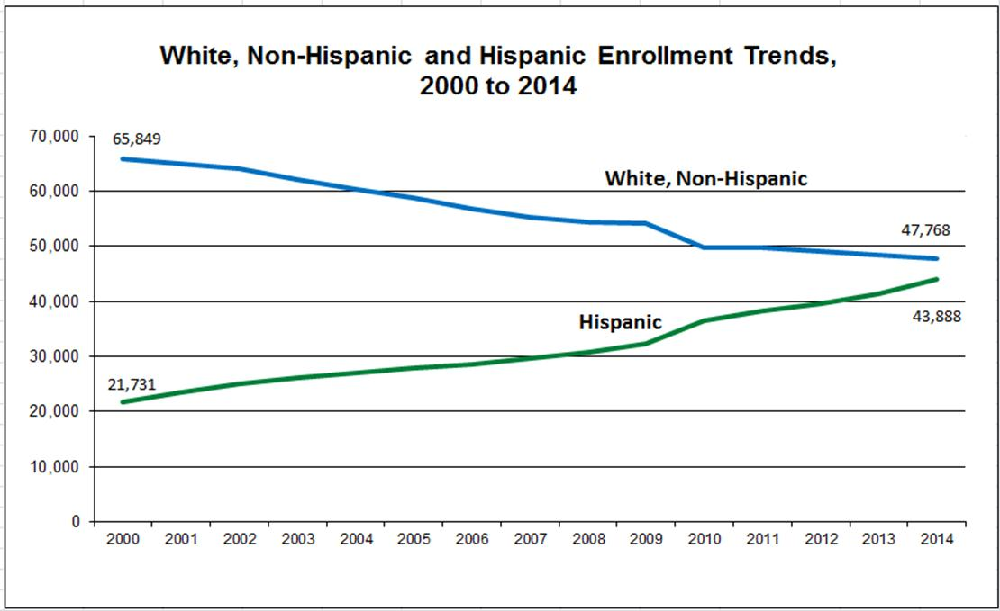 White, Non-Hispanic and Hispanic Enrollment Trends,
2000 to 2014
70,000
65,849
White, Non-Hispanic
60,000
47,768
50,000
40,000
43,888
Hispanic
30,000
21,731
20,000
10,000
0
2000 2001 2002 2003 2004 2005 2006 2007 2008 2009 2010 2011 2012 2013 2014